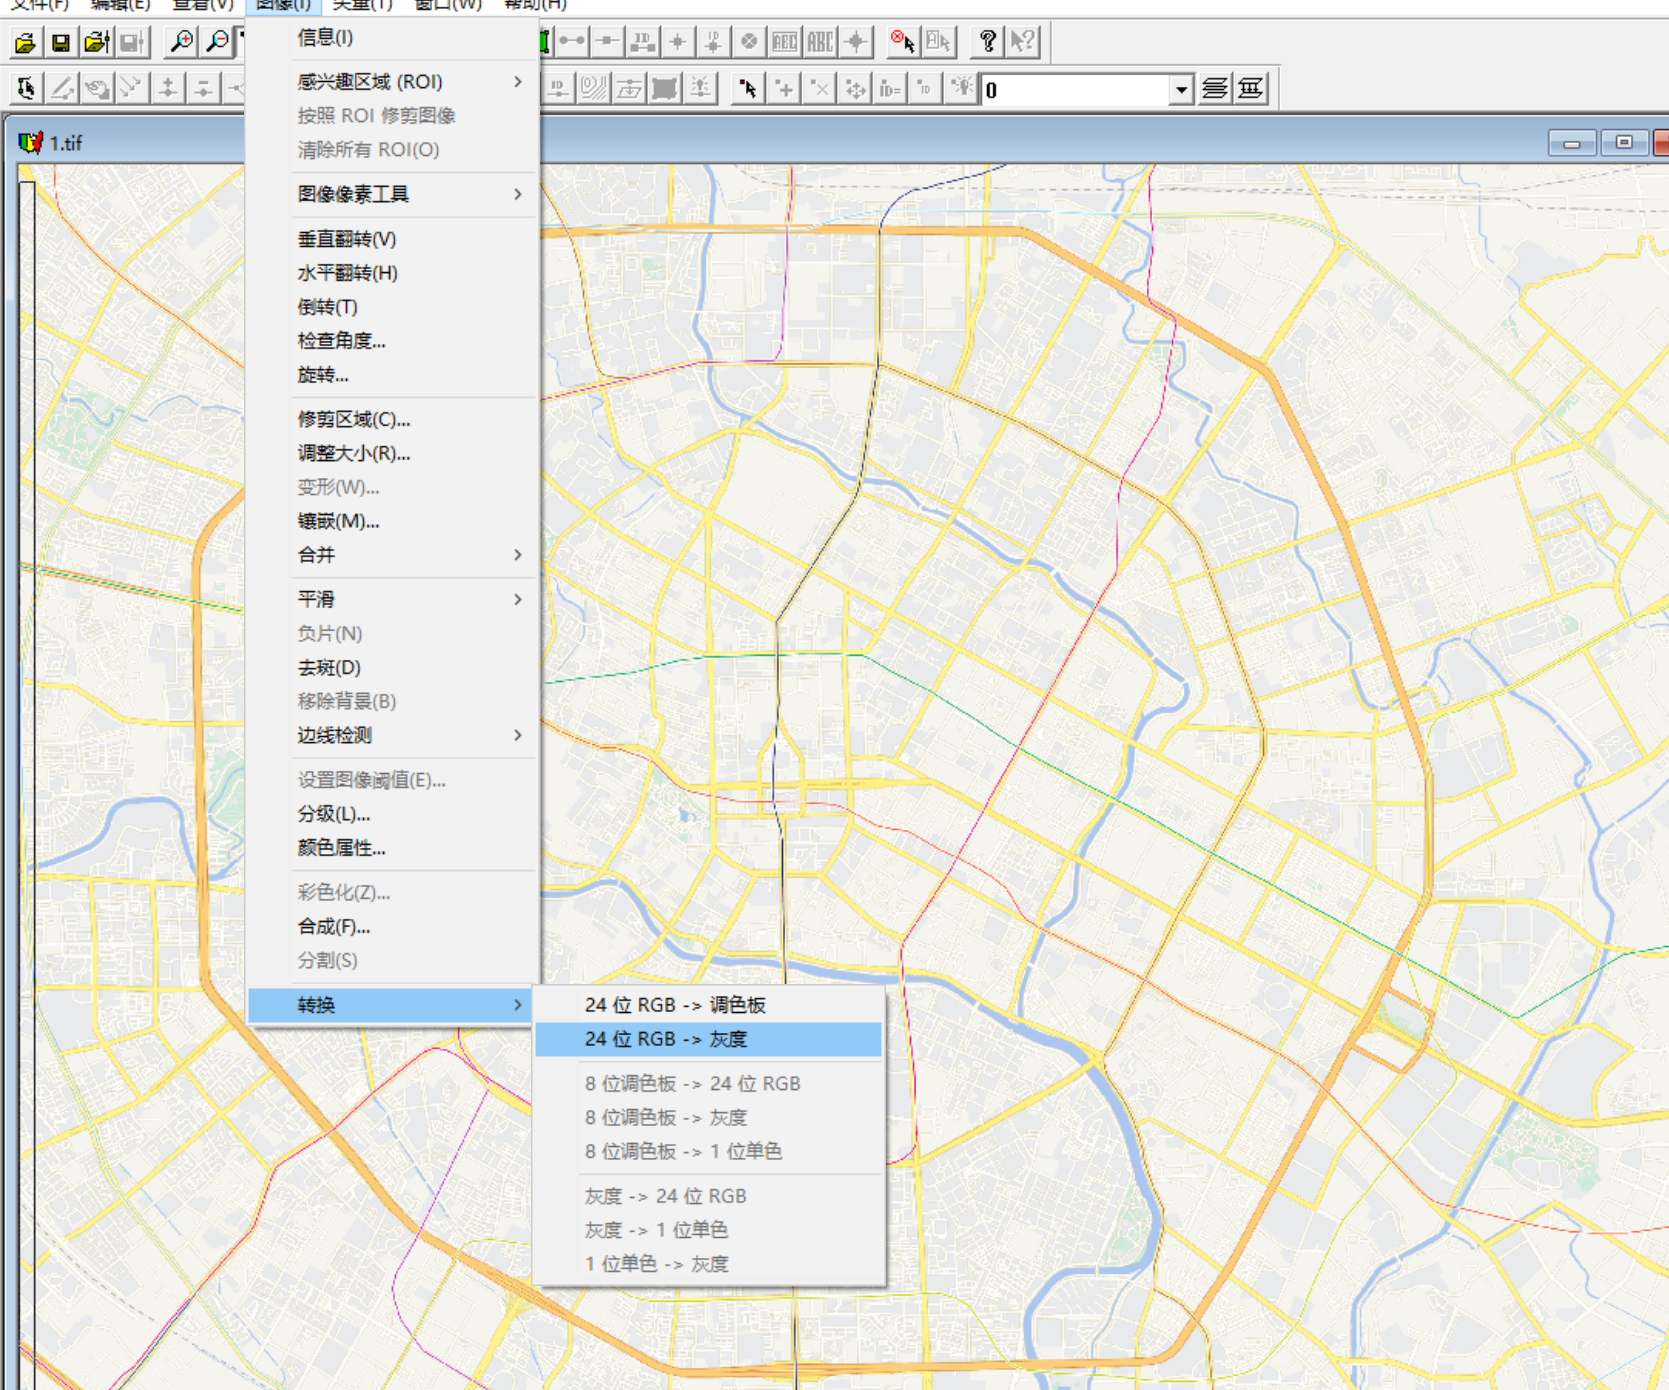 文件(F) 编辑(E) 查看(V) 图像(I) 矢量(T) 窗口(W) 帮助(H)
信息(I)
感兴趣区域 (ROI)
按照 ROI 修剪图像
清除所有 ROI(O)
图像像素工具
垂直翻转(V)
水平翻转(H)
倒转(T)
检查角度...
旋转...
修剪区域(C)...
调整大小(R)...
变形(W)...
镶嵌(M)...
合并
平滑
负片(N)
去斑(D)
移除背景(B)
边线检测
设置图像阈值(E)...
分级(L)...
颜色属性...
彩色化(Z)...
合成(F)...
分割(S)
转换
24 位 RGB -> 调色板
24 位 RGB -> 灰度
8 位调色板 -> 24 位 RGB
8 位调色板 -> 灰度
8 位调色板 -> 1 位单色
灰度 -> 24 位 RGB
灰度 -> 1 位单色
1 位单色 -> 灰度
ID
ABC
ABC
ID
ID=
ID
0
1.tif